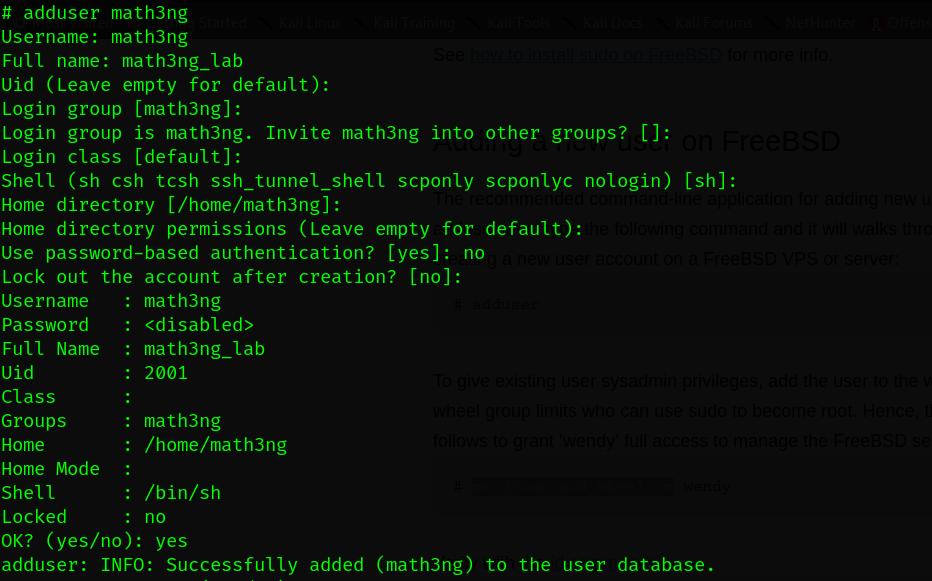 # adduser math3ng
Username: math3ng
Full name: math3ng_lab
Uid (Leave empty for default):
Login group [math3ng]:
Login group is math3ng. Invite math3ng into other groups? []:
Login class [default]:
Shell (sh csh tcsh ssh_tunnel_shell scponly scponlyc nologin) [sh]:
Home directory [/home/math3ng]:
Home directory permissions (Leave empty for default):
Use password-based authentication? [yes]: no
Lock out the account after creation? [no]:
Username   : math3ng
Password   : <disabled>
Full Name  : math3ng_lab
Uid        : 2001
Class      :
Groups     : math3ng
Home       : /home/math3ng
Home Mode  :
Shell      : /bin/sh
Locked     : no
OK? (yes/no): yes
adduser: INFO: Successfully added (math3ng) to the user database.
Started Kali Linux Kali Training Kali Tools Kali Docs Kali Forums NetHunter
See how to install sudo on FreeBSD for more info.
Adding a new user on FreeBSD
The recommended command-line application for adding new
the following command and it will walks
a new user account on a FreeBSD VPS or server:
# adduser
To give existing user sysadmin privileges, add the user to the
wheel group limits who can use sudo to become root. Hence,
follows to grant 'wendy' full access to manage the FreeBSD
# wendy